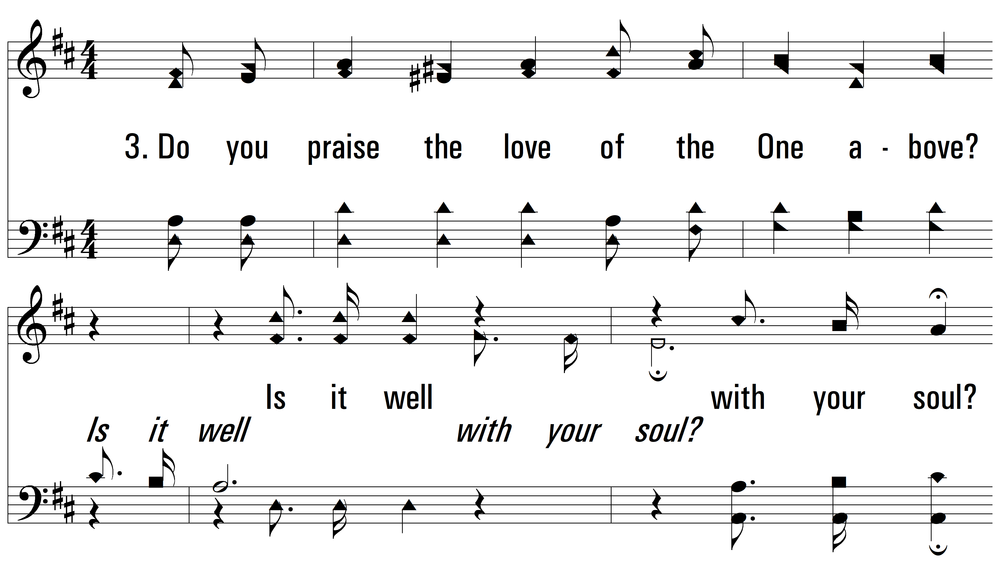 3. Do you praise the love of the One a - bove?
Is it well with your soul?
Is it well with your soul?